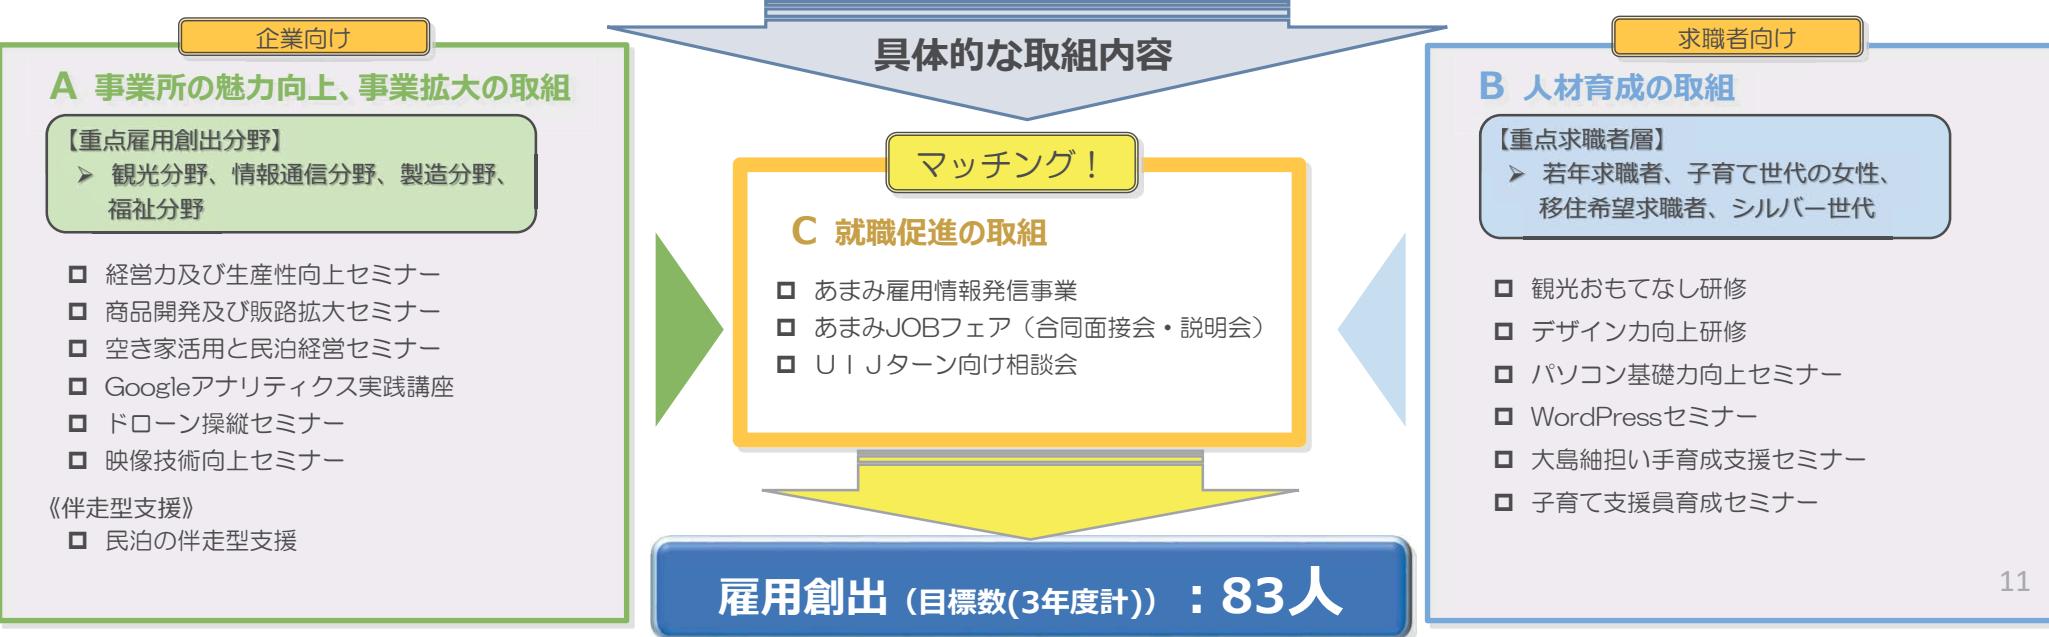 具体的な取組内容
企業向け
A 事業所の魅力向上、事業拡大の取組
【重点雇用創出分野】
➢ 観光分野、情報通信分野、製造分野、
福祉分野
□ 経営力及び生産性向上セミナー
□ 商品開発及び販路拡大セミナー
□ 空き家活用と民泊経営セミナー
□ Googleアナリティクス実践講座
□ ドローン操縦セミナー
□ 映像技術向上セミナー
《伴走型支援》
□ 民泊の伴走型支援
マッチング！
C 就職促進の取組
□ あまみ雇用情報発信事業
□ あまみJOBフェア（合同面接会・説明会）
□ ＵＩＪターン向け相談会
求職者向け
B 人材育成の取組
【重点求職者層】
➢ 若年求職者、子育て世代の女性、
移住希望求職者、シルバー世代
□ 観光おもてなし研修
□ デザイン力向上研修
□ パソコン基礎力向上セミナー
□ WordPressセミナー
□ 大島紬担い手育成支援セミナー
□ 子育て支援員育成セミナー
雇用創出（目標数(3年度計)）：83人
11